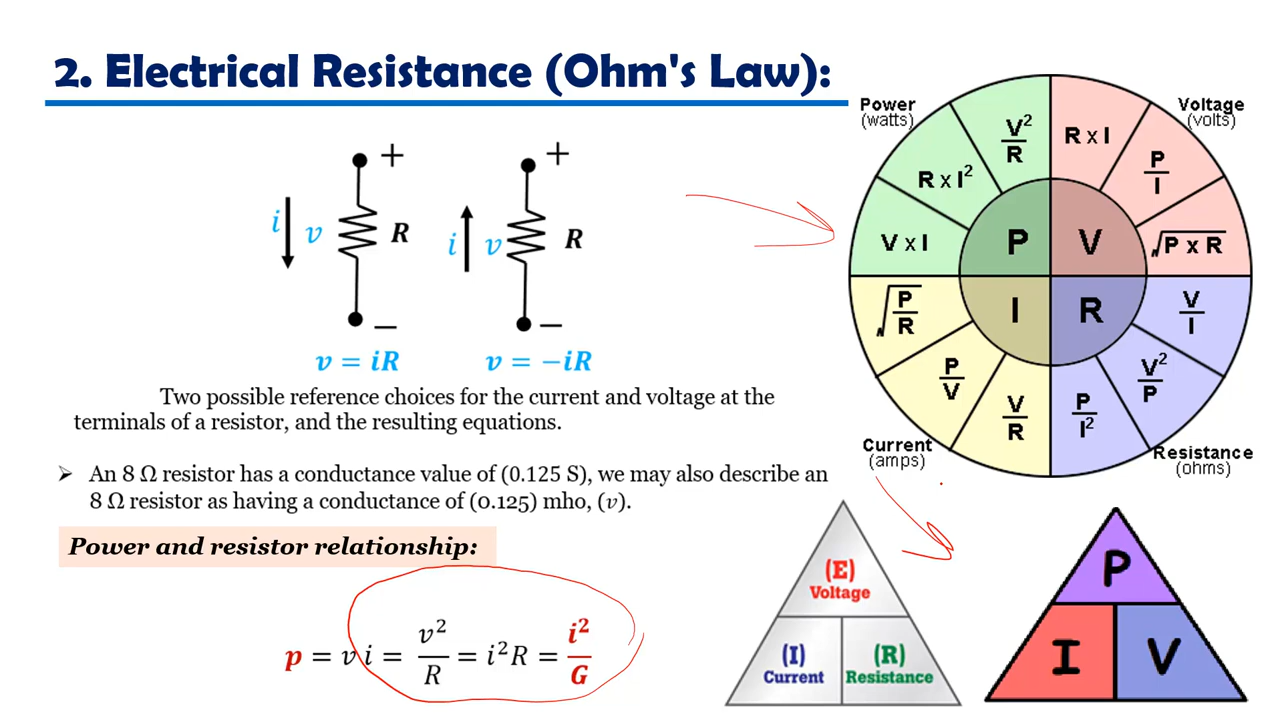 2. Electrical Resistance (Ohm's Law):
+
i
v
R
−
v = iR
+
i
v
R
−
v = −iR
Two possible reference choices for the current and voltage at the
terminals of a resistor, and the resulting equations.
➢ An 8 Ω resistor has a conductance value of (0.125 S), we may also describe an
8 Ω resistor as having a conductance of (0.125) mho, (v).
Power and resistor relationship:
p = v i = v²/R = i²R = i²/G
Power
(watts)
Voltage
(volts)
V²/R
R x I
R x I²
P/I
V x I
√P x R
P
V
I
R
√P/R
V/I
P/V
V²/P
V/R
P/I²
Current
(amps)
Resistance
(ohms)
(E)
Voltage
(I)
Current
(R)
Resistance
P
I
V